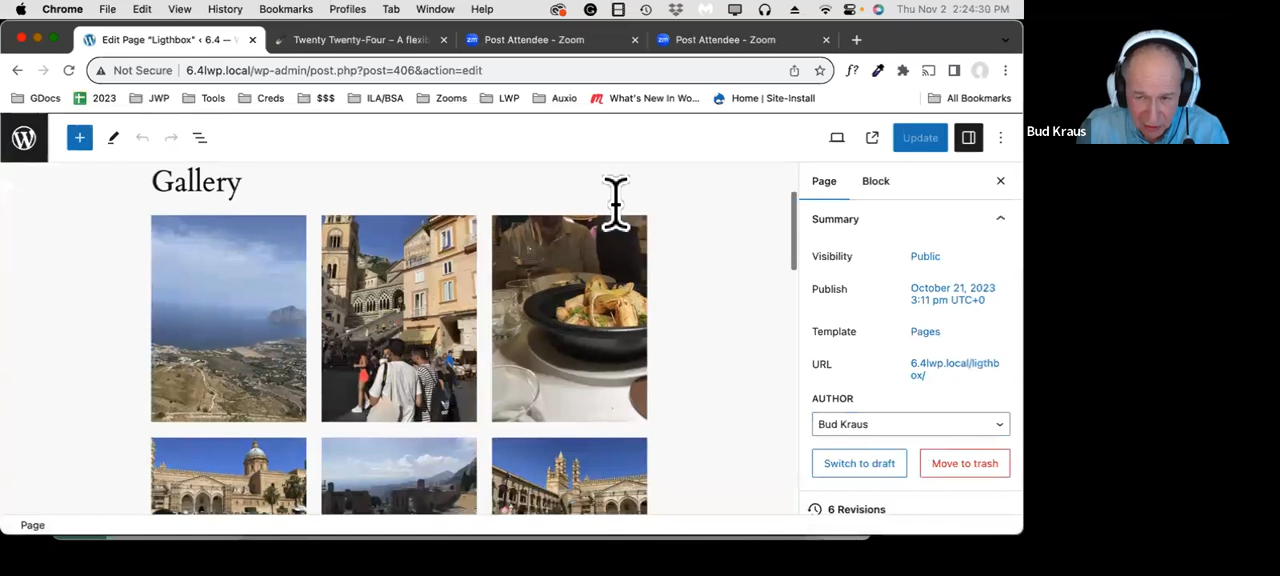 Chrome File Edit View History Bookmarks Profiles Tab Window Help Thu Nov 2 2:24:30 PM
Edit Page “Ligthbox” ‹ 6.4 — Twenty Twenty-Four – A flexib Post Attendee - Zoom Post Attendee - Zoom
Not Secure 6.4lwp.local/wp-admin/post.php?post=406&action=edit
GDocs 2023 JWP Tools Creds $$$ ILA/BSA Zooms LWP Auxio What's New In Wo... Home | Site-Install All Bookmarks
Bud Kraus
Update
Gallery
Page Block
Summary
Visibility Public
Publish October 21, 2023
3:11 pm UTC+0
Template Pages
URL 6.4lwp.local/ligthb
ox/
AUTHOR
Bud Kraus
Switch to draft Move to trash
6 Revisions
Page